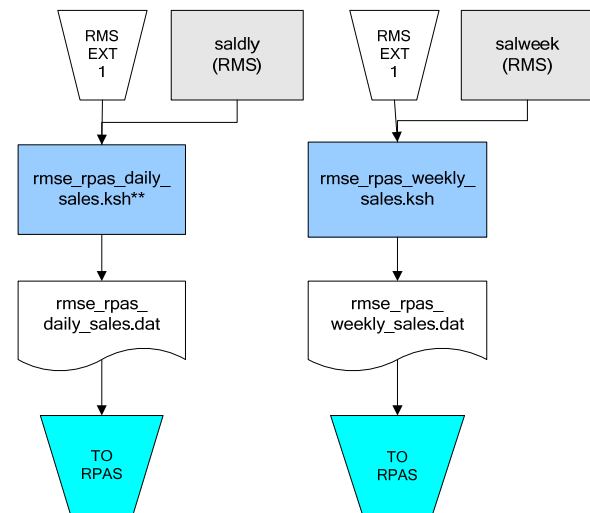 RMS
EXT
1
saldly
(RMS)
RMS
EXT
1
salweek
(RMS)
rmse_rpas_daily_
sales.ksh**
rmse_rpas_weekly_
sales.ksh
rmse_rpas_
daily_sales.dat
rmse_rpas_
weekly_sales.dat
TO
RPAS
TO
RPAS